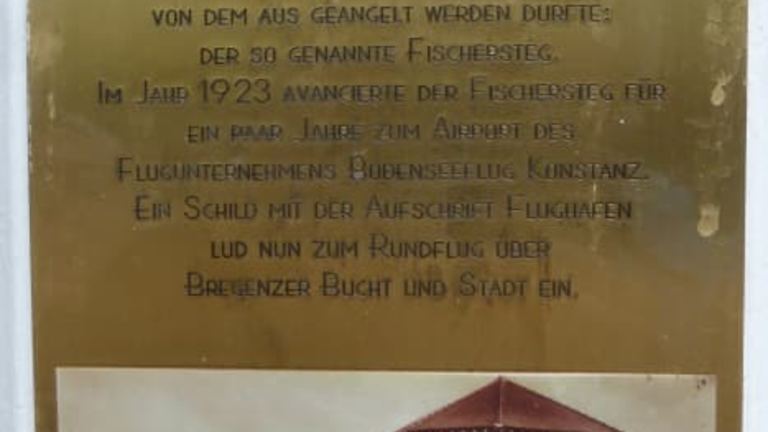 VON DEM AUS GEANGELT WERDEN DURFTE:
DER SO GENANNTE FISCHERSTEG.
IM JAHR 1923 AVANCIERTE DER FISCHERSTEG FÜR
EIN PAAR JAHRE ZUM AIRPORT DES
FLUGUNTERNEHMENS BODENSEEFLUG KONSTANZ.
EIN SCHILD MIT DER AUFSCHRIFT FLUGHAFEN
LUD NUN ZUM RUNDFLUG ÜBER
BREGENZER BUCHT UND STADT EIN.